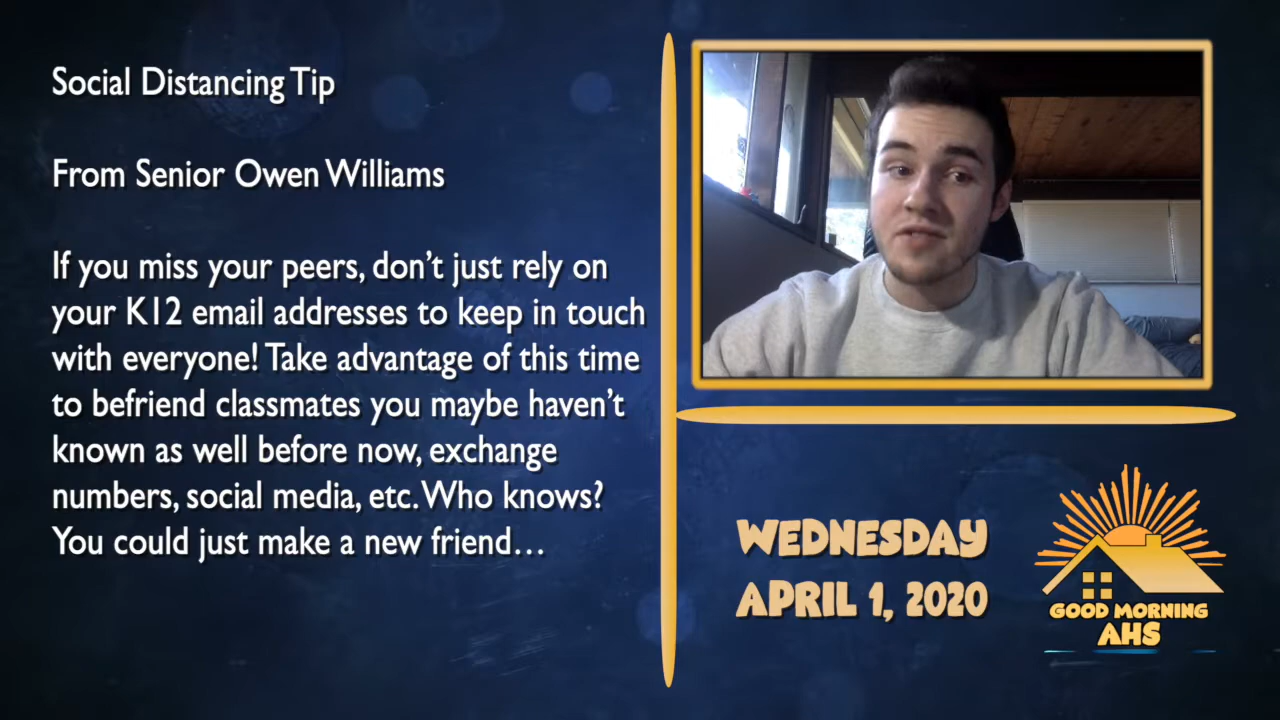 Social Distancing Tip
From Senior Owen Williams
If you miss your peers, don't just rely on
your K12 email addresses to keep in touch
with everyone! Take advantage of this time
to befriend classmates you maybe haven't
known as well before now, exchange
numbers, social media, etc. Who knows?
You could just make a new friend...
WEDNESDAY
APRIL 1, 2020
GOOD MORNING
AHS